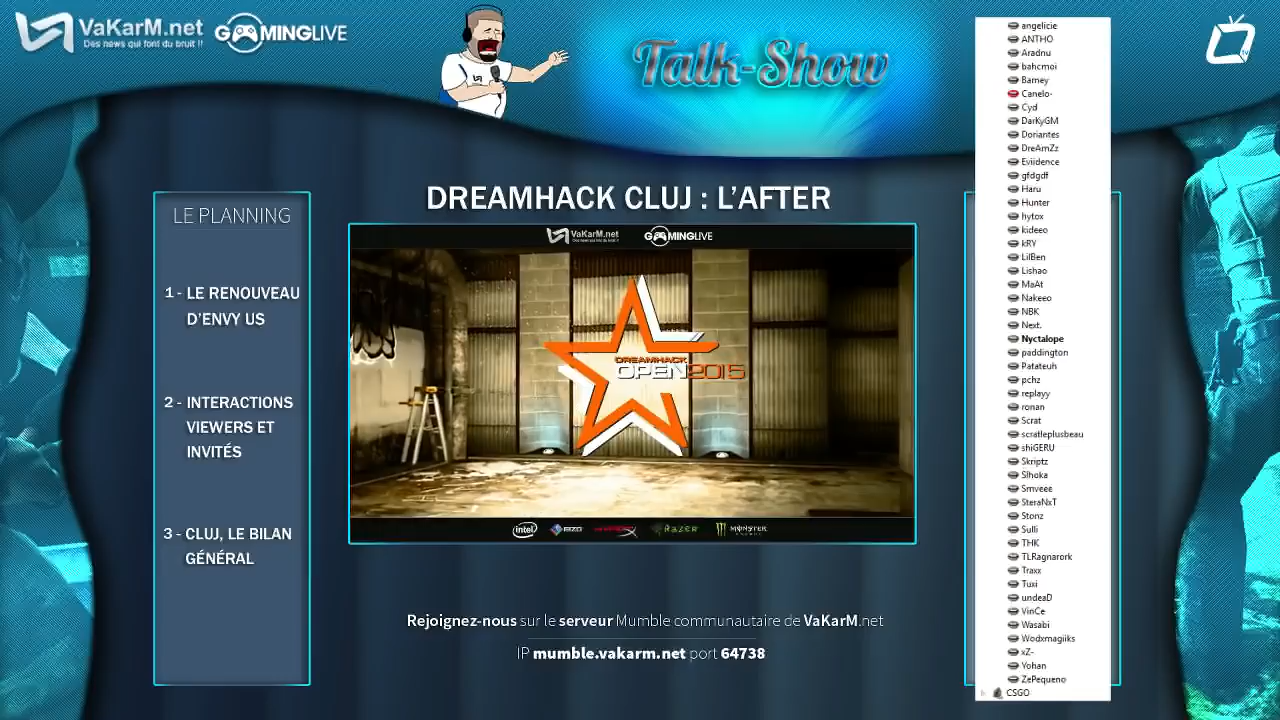 VaKarM.net
Des news qui font du bruit !!
GAMINGLIVE
Talk-Show
LE PLANNING
1 - LE RENOUVEAU
D'ENVY US
2 - INTERACTIONS
VIEWERS ET
INVITÉS
3 - CLUJ, LE BILAN
GÉNÉRAL
DREAMHACK CLUJ : L'AFTER
VaKarM.net
GAMINGLIVE
DREAMHACK
OPEN2015
intel
RAZER
MONSTER
Rejoignez-nous sur le serveur Mumble communautaire de VaKarM.net
IP mumble.vakarm.net port 64738
angelicie
ANTHO
Aradnu
bahcmoi
Barney
Canelo-
Cyd
DarKyGM
Doriantes
DreAmZz
Eviidence
gfdgdf
Haru
Hunter
hytox
kideeo
kRY
LilBen
Lishao
MaAt
Nakeeo
NBK
Next.
Nyctalope
paddington
Patateuh
pchz
replayy
ronan
Scrat
scratleplusbeau
shiGERU
Skriptz
Slhoka
Smveee
SteraNxT
Stonz
Sulli
THK
TLRagnarork
Traxx
Tuxi
undeaD
VinCe
Wasabi
Wodxmagiiks
xZ-
Yohan
ZePequeno
CSGO